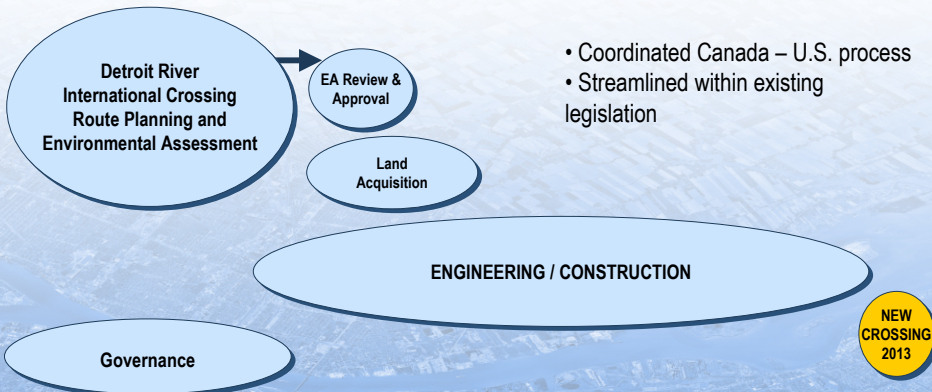 Detroit River
International Crossing
Route Planning and
Environmental Assessment
EA Review &
Approval
• Coordinated Canada – U.S. process
• Streamlined within existing
legislation
Land
Acquisition
ENGINEERING / CONSTRUCTION
NEW
CROSSING
2013
Governance